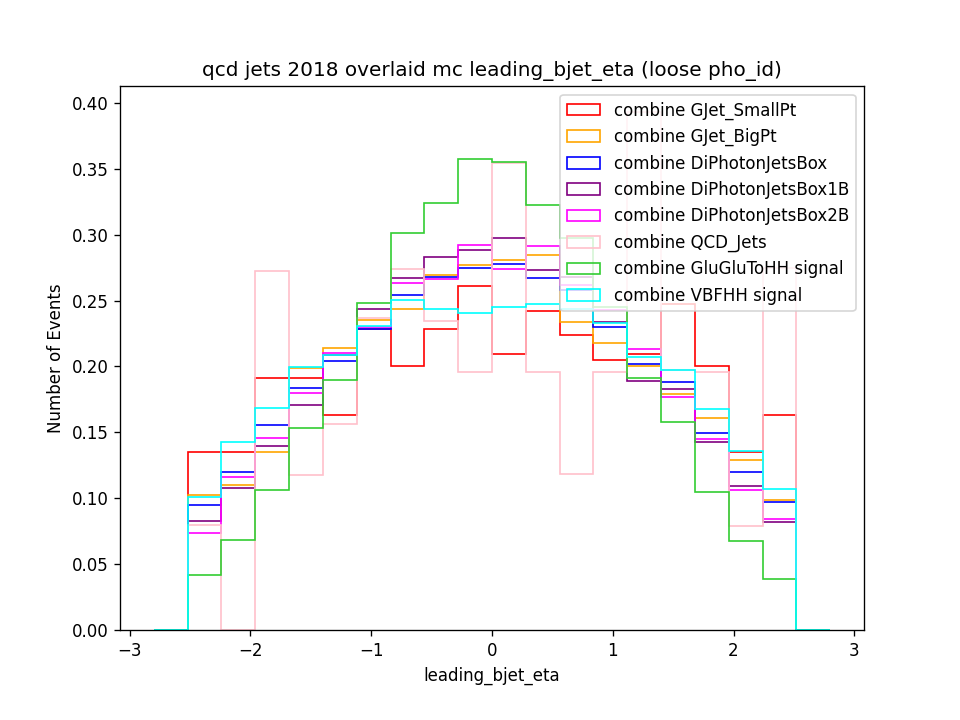 qcd jets 2018 overlaid mc leading_bjet_eta (loose pho_id)
combine GJet_SmallPt
combine GJet_BigPt
combine DiPhotonJetsBox
combine DiPhotonJetsBox1B
combine DiPhotonJetsBox2B
combine QCD_Jets
combine GluGluToHH signal
combine VBFHH signal
Number of Events
0.40
0.35
0.30
0.25
0.20
0.15
0.10
0.05
0.00
−3 −2 −1 0 1 2 3
leading_bjet_eta